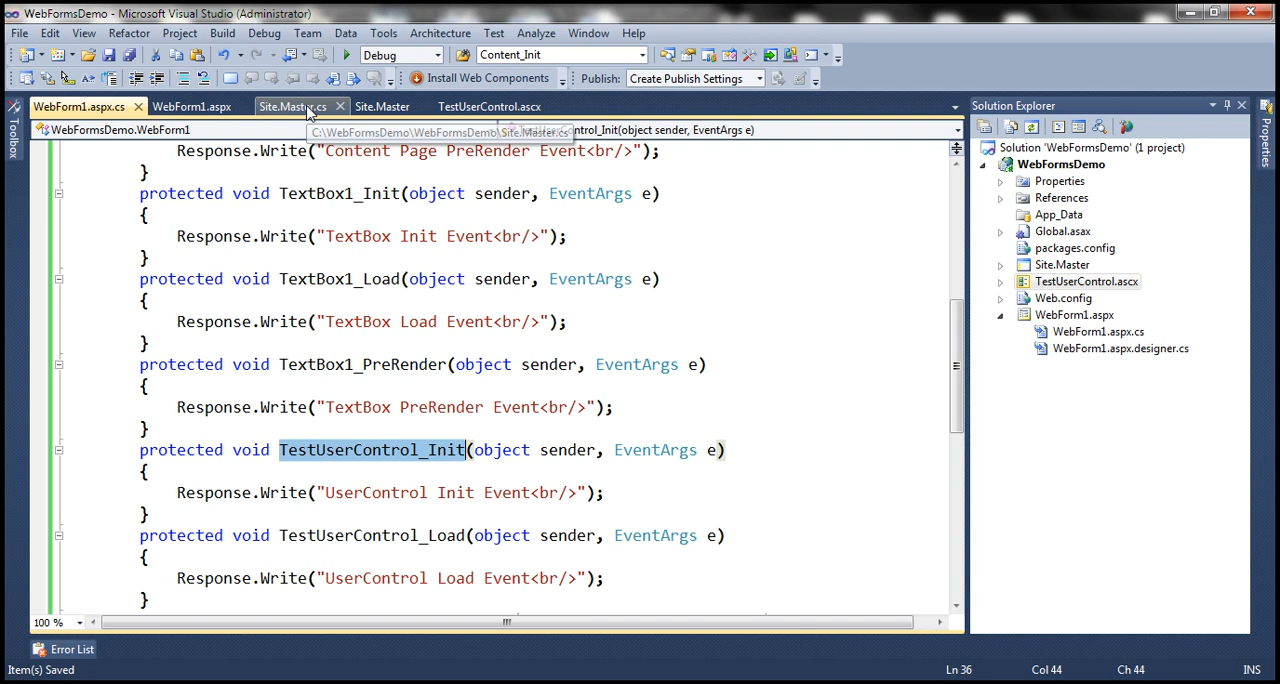 WebFormsDemo - Microsoft Visual Studio (Administrator)
File Edit View Refactor Project Build Debug Team Data Tools Architecture Test Analyze Window Help
Debug Content_Init
Install Web Components Publish: Create Publish Settings
WebForm1.aspx.cs WebForm1.aspx Site.Master.cs Site.Master TestUserControl.ascx
WebFormsDemo.WebForm1 ontrol_Init(object sender, EventArgs e)
C:\WebFormsDemo\WebFormsDemo\Site.Master.cs
Response.Write("Content Page PreRender Event<br/>");
}
protected void TextBox1_Init(object sender, EventArgs e)
{
Response.Write("TextBox Init Event<br/>");
}
protected void TextBox1_Load(object sender, EventArgs e)
{
Response.Write("TextBox Load Event<br/>");
}
protected void TextBox1_PreRender(object sender, EventArgs e)
{
Response.Write("TextBox PreRender Event<br/>");
}
protected void TestUserControl_Init(object sender, EventArgs e)
{
Response.Write("UserControl Init Event<br/>");
}
protected void TestUserControl_Load(object sender, EventArgs e)
{
Response.Write("UserControl Load Event<br/>");
}
100 %
Toolbox
Solution Explorer
Solution 'WebFormsDemo' (1 project)
WebFormsDemo
Properties
References
App_Data
Global.asax
packages.config
Site.Master
TestUserControl.ascx
Web.config
WebForm1.aspx
WebForm1.aspx.cs
WebForm1.aspx.designer.cs
Properties
Error List
Item(s) Saved Ln 36 Col 44 Ch 44 INS